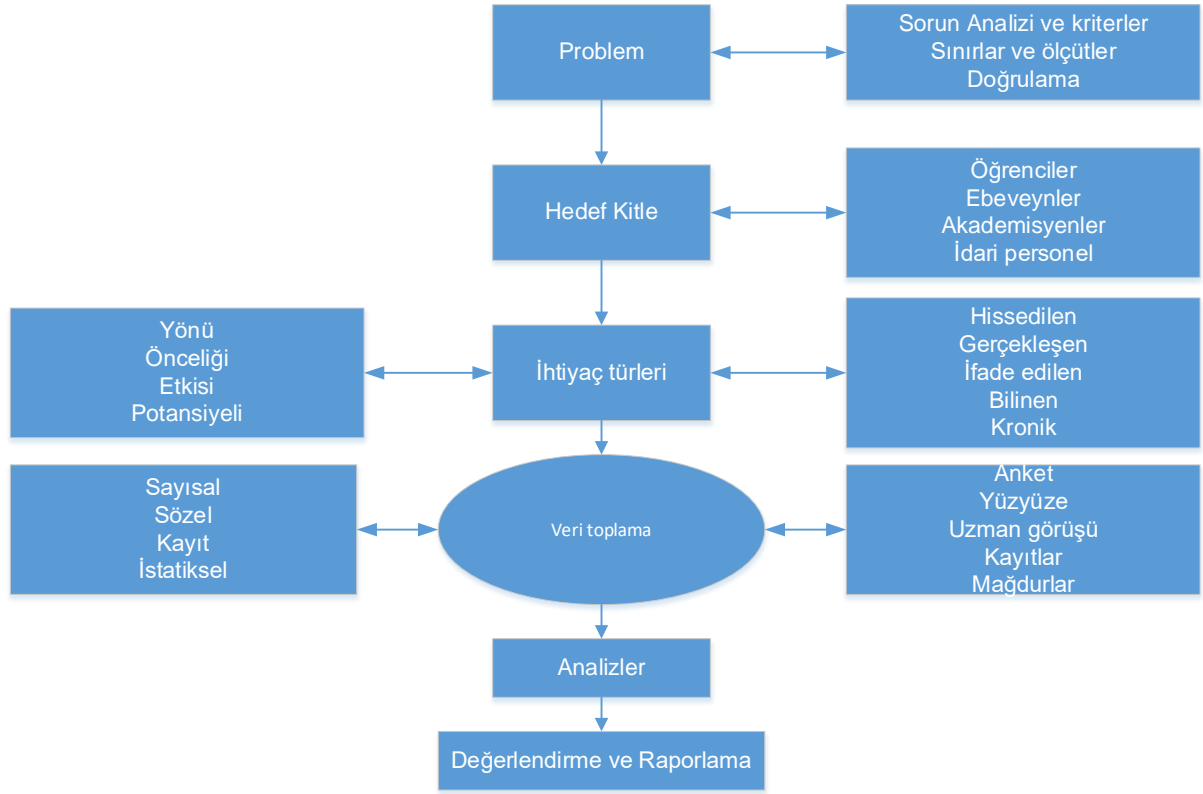 Problem
Sorun Analizi ve kriterler
Sınırlar ve ölçütler
Doğrulama
Hedef Kitle
Öğrenciler
Ebeveynler
Akademisyenler
İdari personel
Yönü
Önceliği
Etkisi
Potansiyeli
İhtiyaç türleri
Hissedilen
Gerçekleşen
İfade edilen
Bilinen
Kronik
Sayısal
Sözel
Kayıt
İstatiksel
Veri toplama
Anket
Yüzyüze
Uzman görüşü
Kayıtlar
Mağdurlar
Analizler
Değerlendirme ve Raporlama